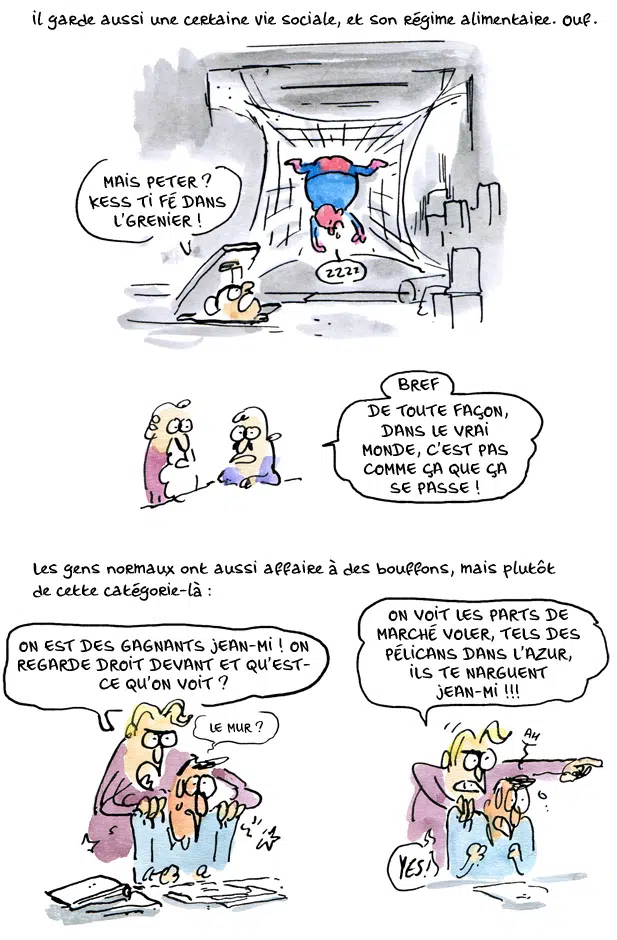 il garde aussi une certaine vie sociale, et son régime alimentaire. ouf.
MAIS PETER ?
KESS TI FÉ DANS
L'GRENIER !
ZZZZ
BREF
DE TOUTE FAÇON,
DANS LE VRAI
MONDE, C'EST PAS
COMME ÇA QUE ÇA
SE PASSE !
Les gens normaux ont aussi affaire à des bouffons, mais plutôt
de cette catégorie-là :
ON EST DES GAGNANTS JEAN-MI ! ON
REGARDE DROIT DEVANT ET QU'EST-
CE QU'ON VOIT ?
LE MUR ?
ON VOIT LES PARTS DE
MARCHÉ VOLER, TELS DES
PÉLICANS DANS L'AZUR,
ILS TE NARGUENT
JEAN-MI !!!
YES!